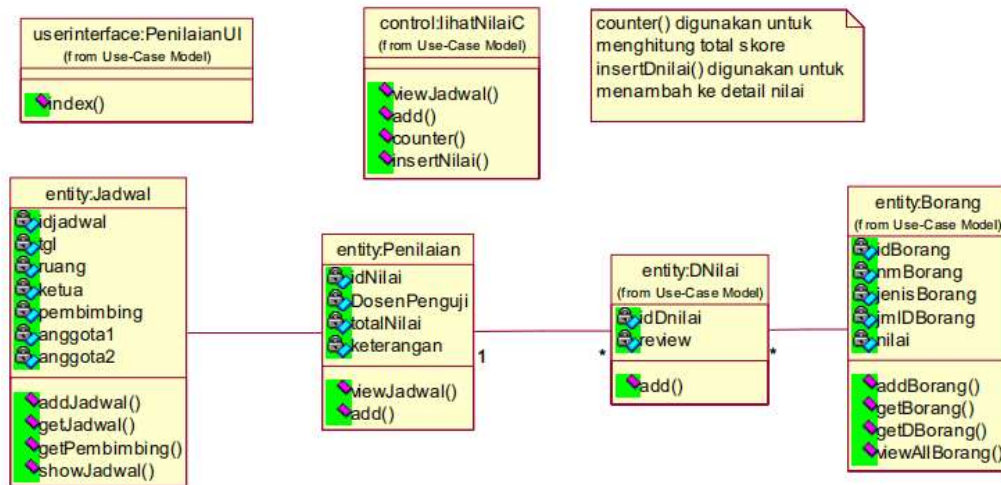 userinterface:PenilaianUI
(from Use-Case Model)
index()
control:lihatNilaiC
(from Use-Case Model)
viewJadwal()
add()
counter()
insertNilai()
counter() digunakan untuk
menghitung total skore
insertDnilai() digunakan untuk
menambah ke detail nilai
entity:Jadwal
idjadwal
tgl
ruang
ketua
pembimbing
anggota1
anggota2
addJadwal()
getJadwal()
getPembimbing()
showJadwal()
entity:Penilaian
idNilai
DosenPenguji
totalNilai
keterangan
viewJadwal()
add()
1
*
entity:DNilai
(from Use-Case Model)
idDnilai
review
add()
*
entity:Borang
(from Use-Case Model)
idBorang
nmBorang
jenisBorang
jmlDBorang
nilai
addBorang()
getBorang()
getDBorang()
viewAllBorang()